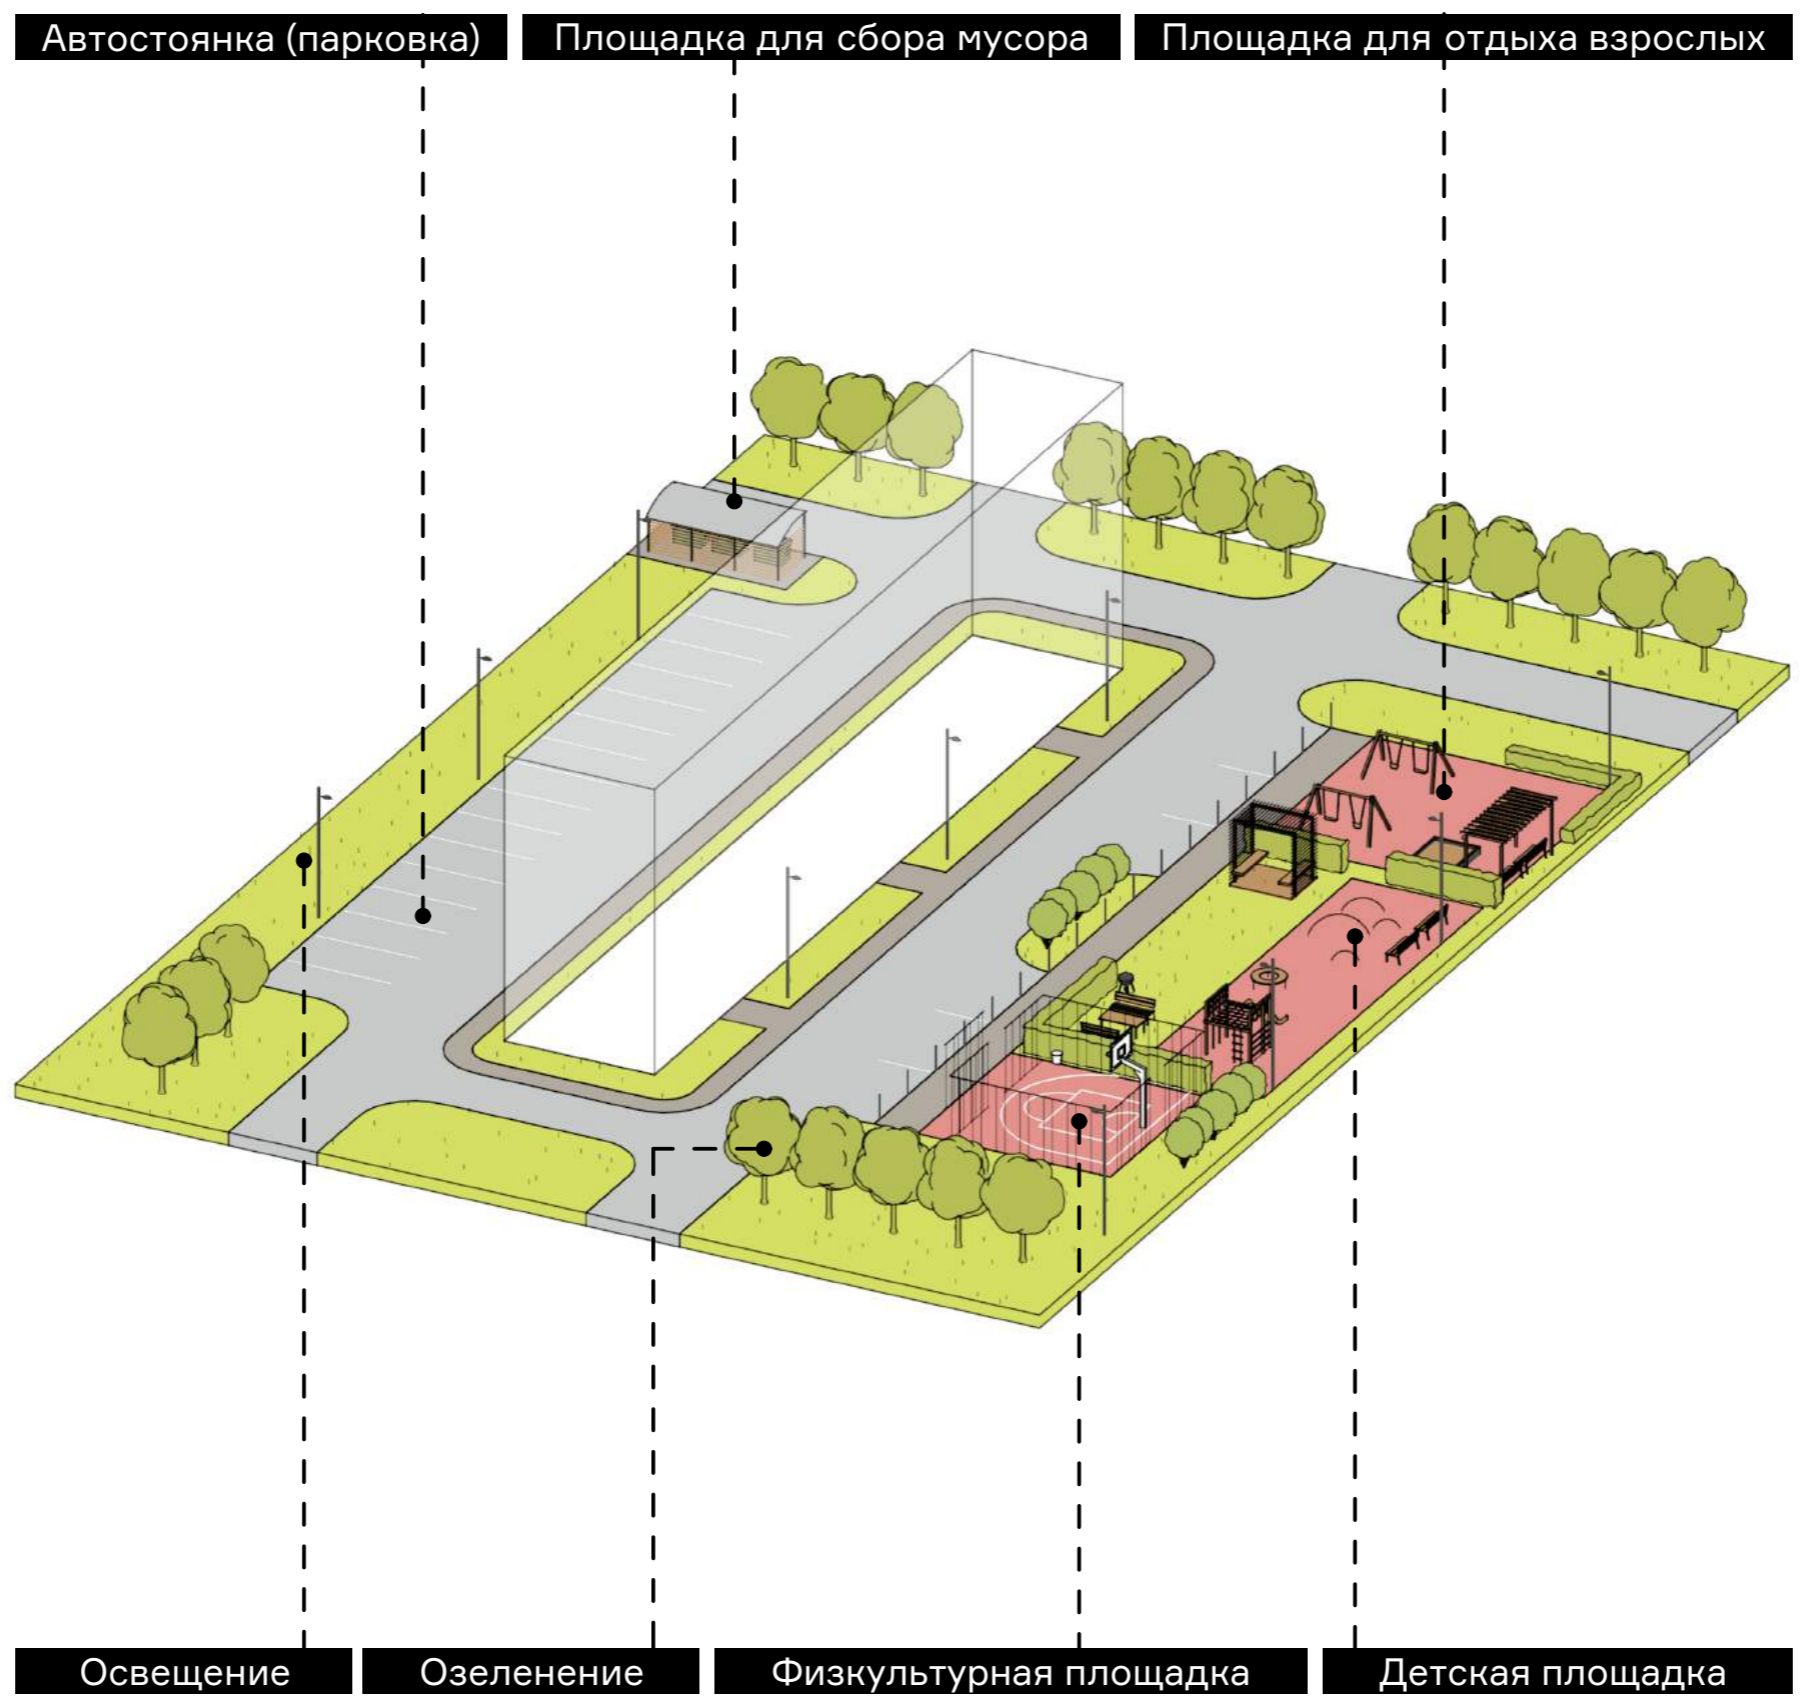 Автостоянка (парковка)
Площадка для сбора мусора
Площадка для отдыха взрослых
Освещение
Озеленение
Физкультурная площадка
Детская площадка